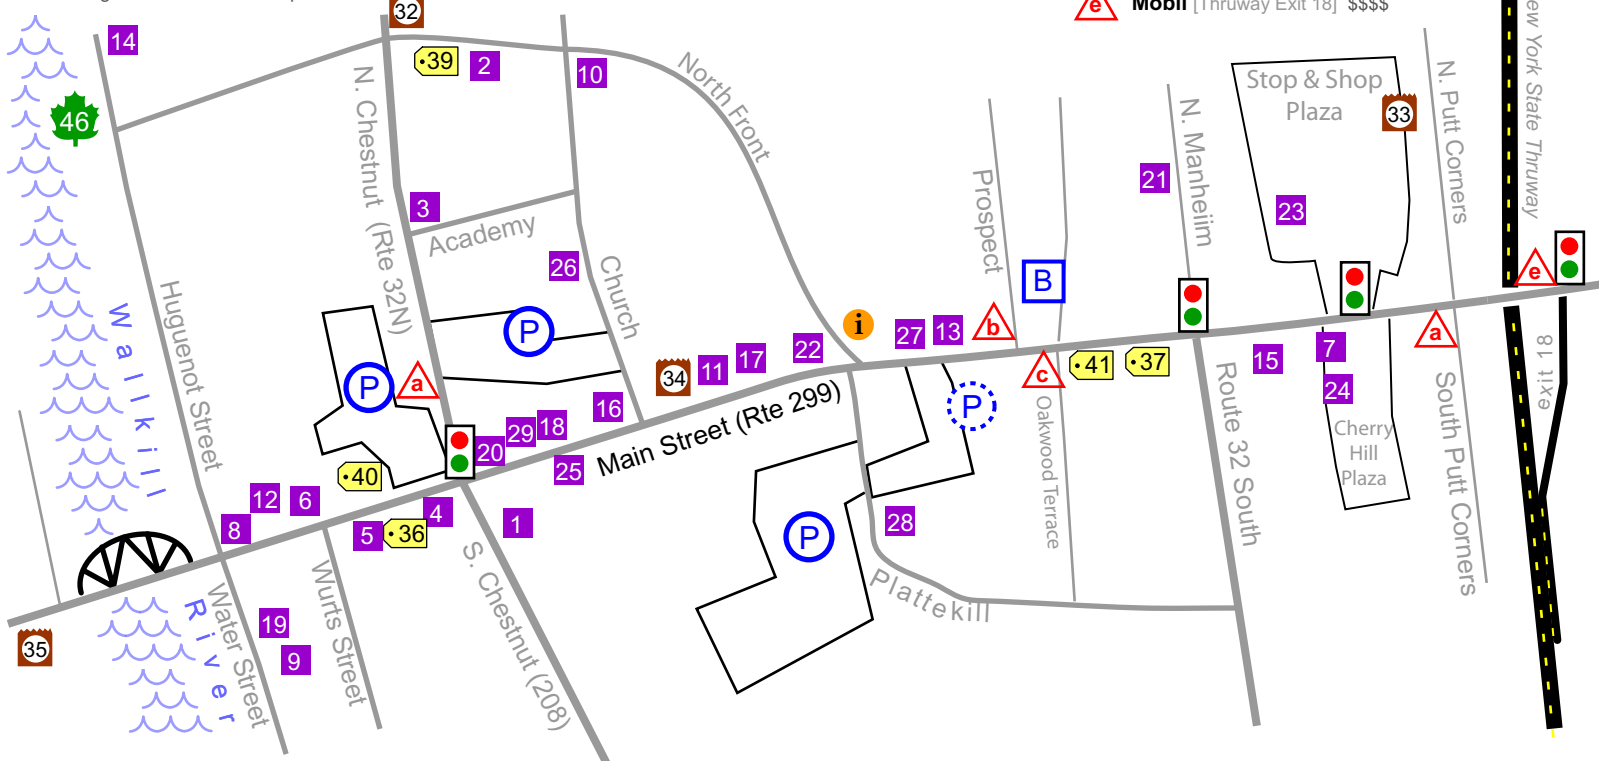 32
e Mobil [Thruway Exit 18] $$$$
14
•39
2
10
North Front
46
N. Chestnut (Rte 32N)
3
Academy
26
Church
Huguenot Street
Wallkill
River
P
P
a
34
11
17
22
i
27
13
b
Prospect
B
21
N. Manheim
Stop & Shop
Plaza
33
23
N. Putt Corners
ew York State Thruway
e
Exit 18
a
7
15
24
Cherry
Hill
Plaza
South Putt Corners
Route 32 South
•41
•37
c
Oakwood Terrace
P
Main Street (Rte 299)
16
18
29
20
25
•40
12
6
8
5
•36
4
1
28
P
Plattekill
S. Chestnut (208)
Wurts Street
Water Street
19
9
35